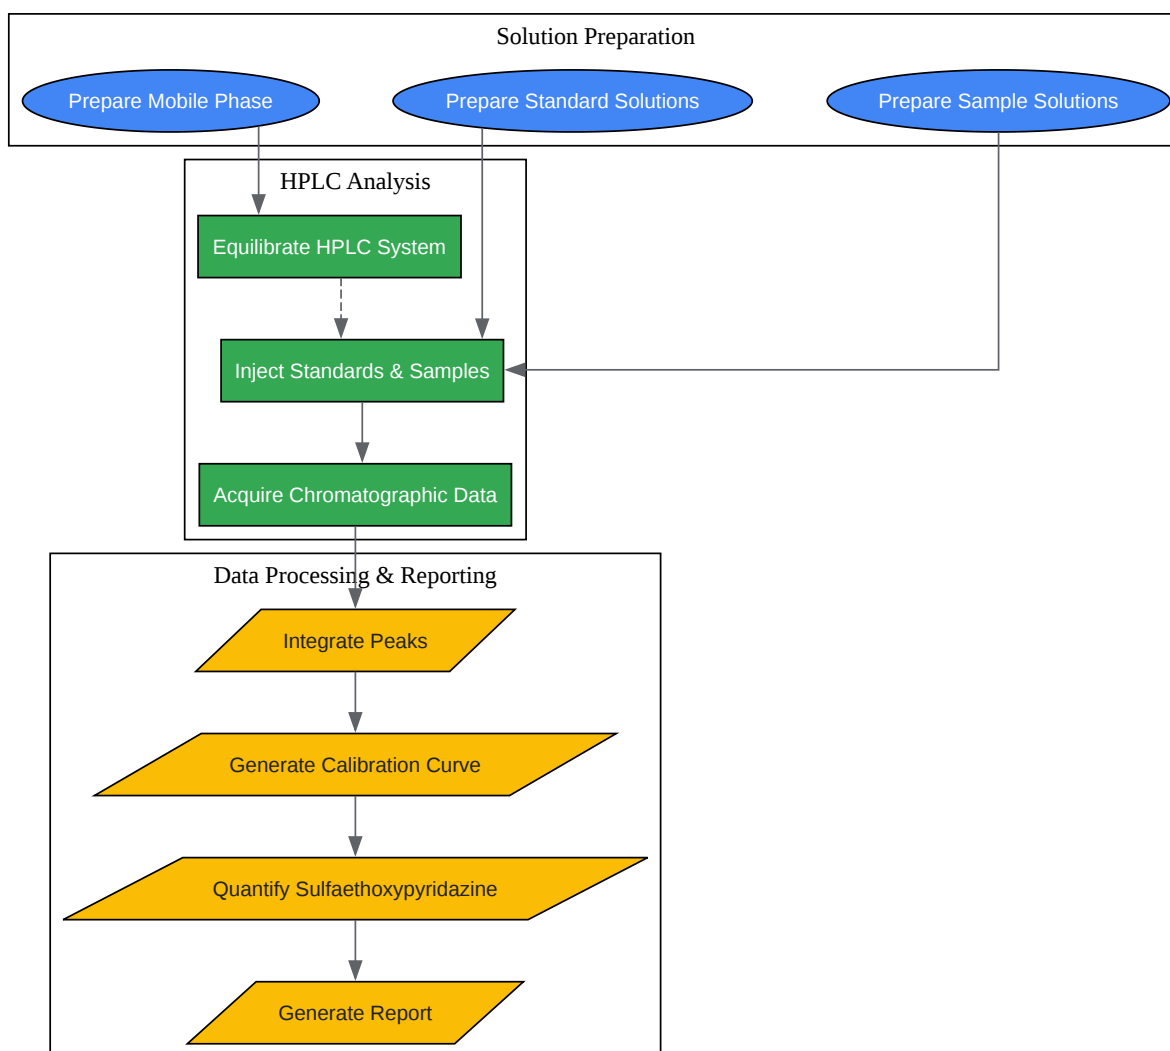 Solution Preparation
Prepare Mobile Phase
Prepare Standard Solutions
Prepare Sample Solutions
HPLC Analysis
Equilibrate HPLC System
Inject Standards & Samples
Acquire Chromatographic Data
Data Processing & Reporting
Integrate Peaks
Generate Calibration Curve
Quantify Sulfaethoxypyridazine
Generate Report